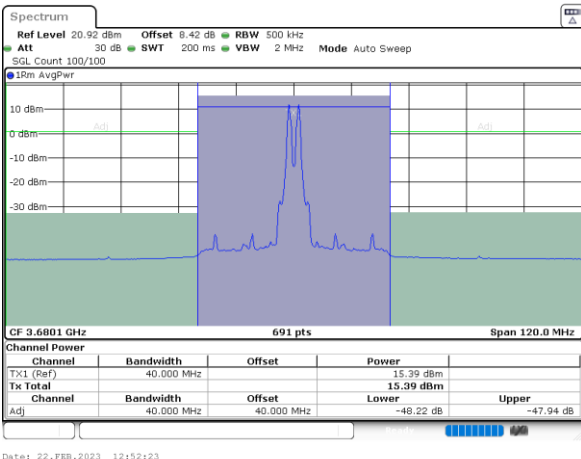 Spectrum
Ref Level 20.92 dBm Offset 8.42 dB RBW 500 kHz
Att 30 dB SWT 200 ms VBW 2 MHz Mode Auto Sweep
SGL Count 100/100
1Rm AvgPwr
10 dBm
Adj Adj
0 dBm
-10 dBm
-20 dBm
-30 dBm
CF 3.6801 GHz 691 pts Span 120.0 MHz
Channel Power
Channel Bandwidth Offset Power
TX1 (Ref) 40.000 MHz 15.39 dBm
Tx Total 15.39 dBm
Channel Bandwidth Offset Lower Upper
Adj 40.000 MHz 40.000 MHz -48.22 dB -47.94 dB
Ready
Date: 22.FEB.2023 12:52:23